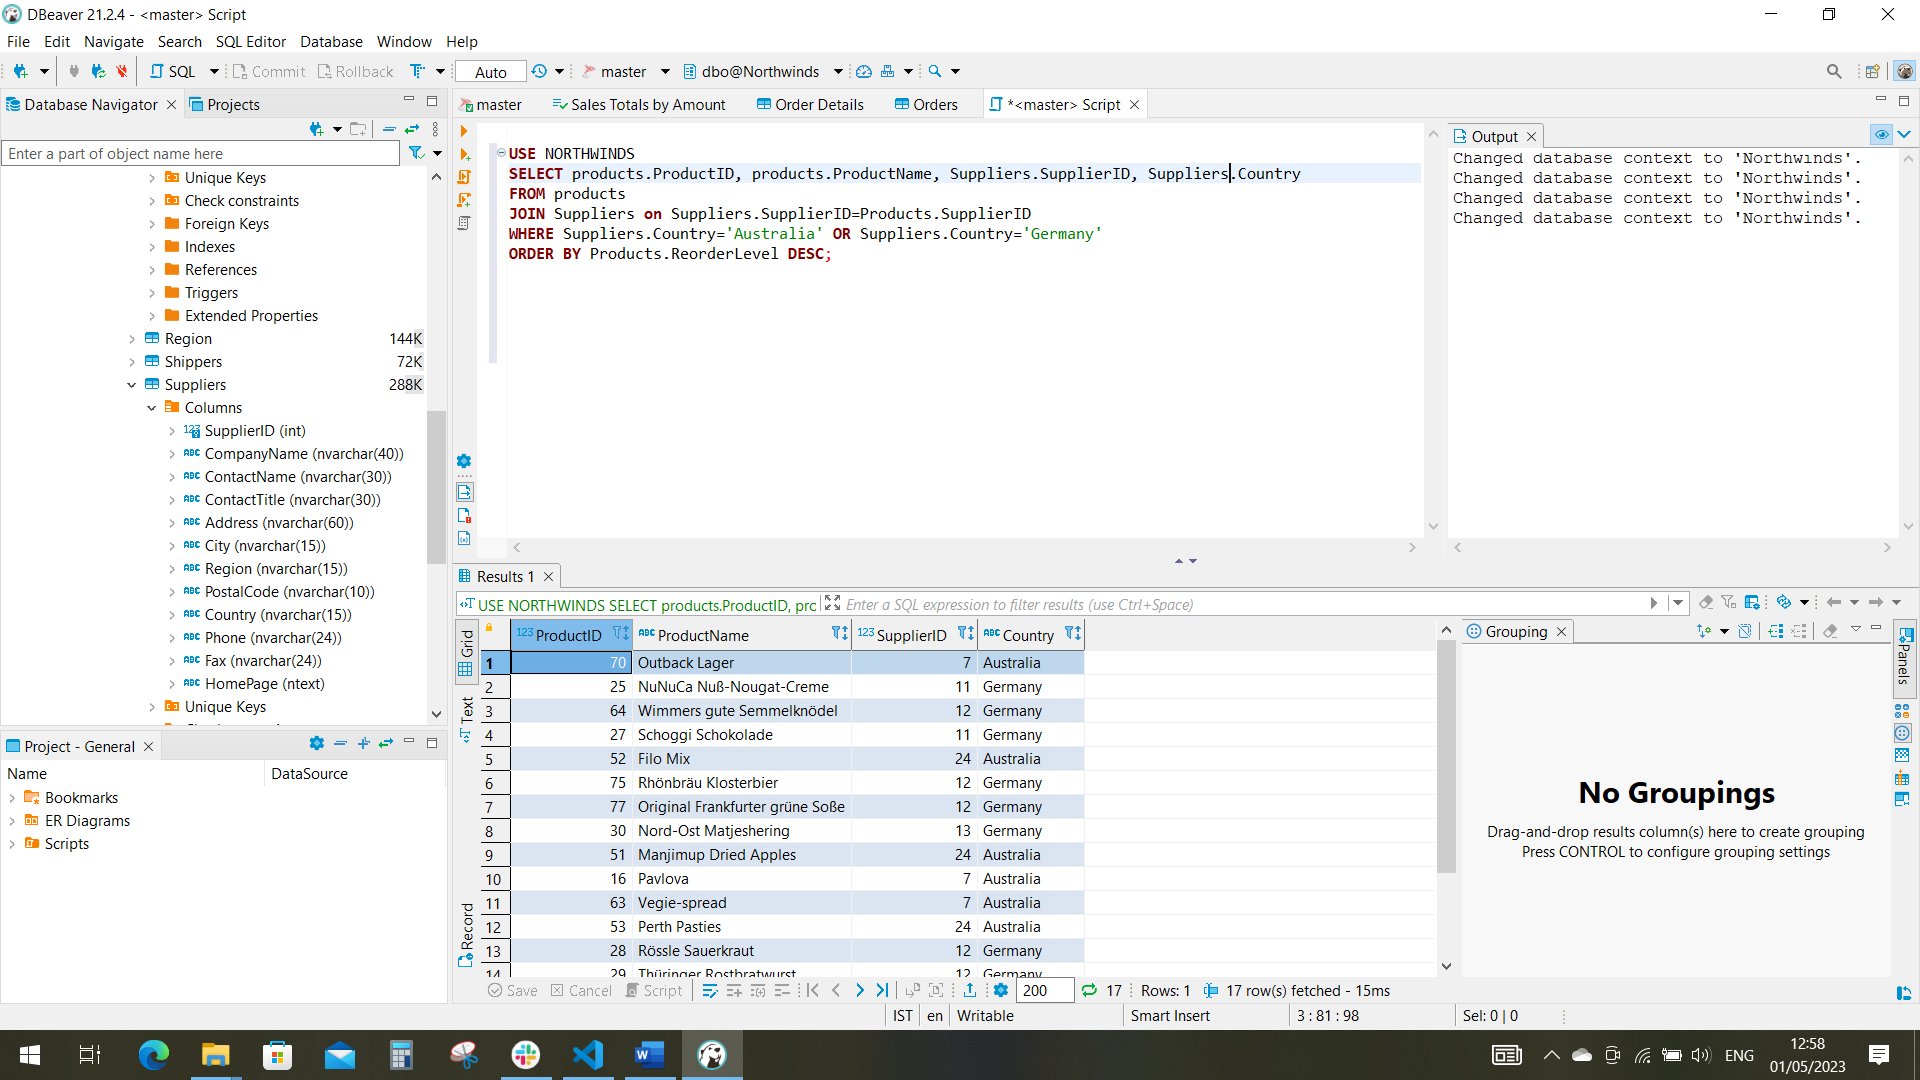 DBeaver 21.2.4 - <master> Script
File Edit Navigate Search SQL Editor Database Window Help
SQL Commit Rollback Auto master dbo@Northwinds
Database Navigator Projects
master Sales Totals by Amount Order Details Orders *<master> Script
Enter a part of object name here
Unique Keys
Check constraints
Foreign Keys
Indexes
References
Triggers
Extended Properties
Region 144K
Shippers 72K
Suppliers 288K
Columns
SupplierID (int)
CompanyName (nvarchar(40))
ContactName (nvarchar(30))
ContactTitle (nvarchar(30))
Address (nvarchar(60))
City (nvarchar(15))
Region (nvarchar(15))
PostalCode (nvarchar(10))
Country (nvarchar(15))
Phone (nvarchar(24))
Fax (nvarchar(24))
HomePage (ntext)
Unique Keys
Project - General
Name DataSource
Bookmarks
ER Diagrams
Scripts
USE NORTHWINDS
SELECT products.ProductID, products.ProductName, Suppliers.SupplierID, Suppliers.Country
FROM products
JOIN Suppliers on Suppliers.SupplierID=Products.SupplierID
WHERE Suppliers.Country='Australia' OR Suppliers.Country='Germany'
ORDER BY Products.ReorderLevel DESC;
Output
Changed database context to 'Northwinds'.
Changed database context to 'Northwinds'.
Changed database context to 'Northwinds'.
Changed database context to 'Northwinds'.
Results 1
USE NORTHWINDS SELECT products.ProductID, prc Enter a SQL expression to filter results (use Ctrl+Space)
Grid
Text
Record
123 ProductID ABC ProductName 123 SupplierID ABC Country
1 70 Outback Lager 7 Australia
2 25 NuNuCa Nuß-Nougat-Creme 11 Germany
3 64 Wimmers gute Semmelknödel 12 Germany
4 27 Schoggi Schokolade 11 Germany
5 52 Filo Mix 24 Australia
6 75 Rhönbräu Klosterbier 12 Germany
7 77 Original Frankfurter grüne Soße 12 Germany
8 30 Nord-Ost Matjeshering 13 Germany
9 51 Manjimup Dried Apples 24 Australia
10 16 Pavlova 7 Australia
11 63 Vegie-spread 7 Australia
12 53 Perth Pasties 24 Australia
13 28 Rössle Sauerkraut 12 Germany
14 29 Thüringer Rostbratwurst 12 Germany
Grouping
Panels
No Groupings
Drag-and-drop results column(s) here to create grouping
Press CONTROL to configure grouping settings
Save Cancel Script 200 17 Rows: 1 17 row(s) fetched - 15ms
IST en Writable Smart Insert 3 : 81 : 98 Sel: 0 | 0
ENG
12:58
01/05/2023